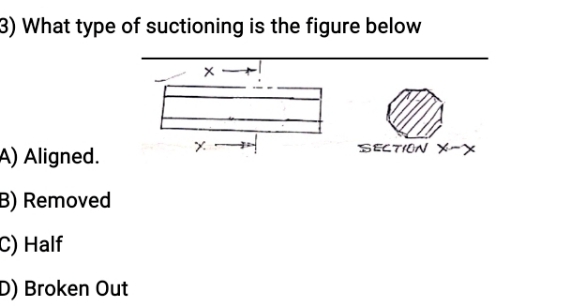 3) What type of suctioning is the figure below
X
X
SECTION X-X
A) Aligned.
B) Removed
C) Half
D) Broken Out